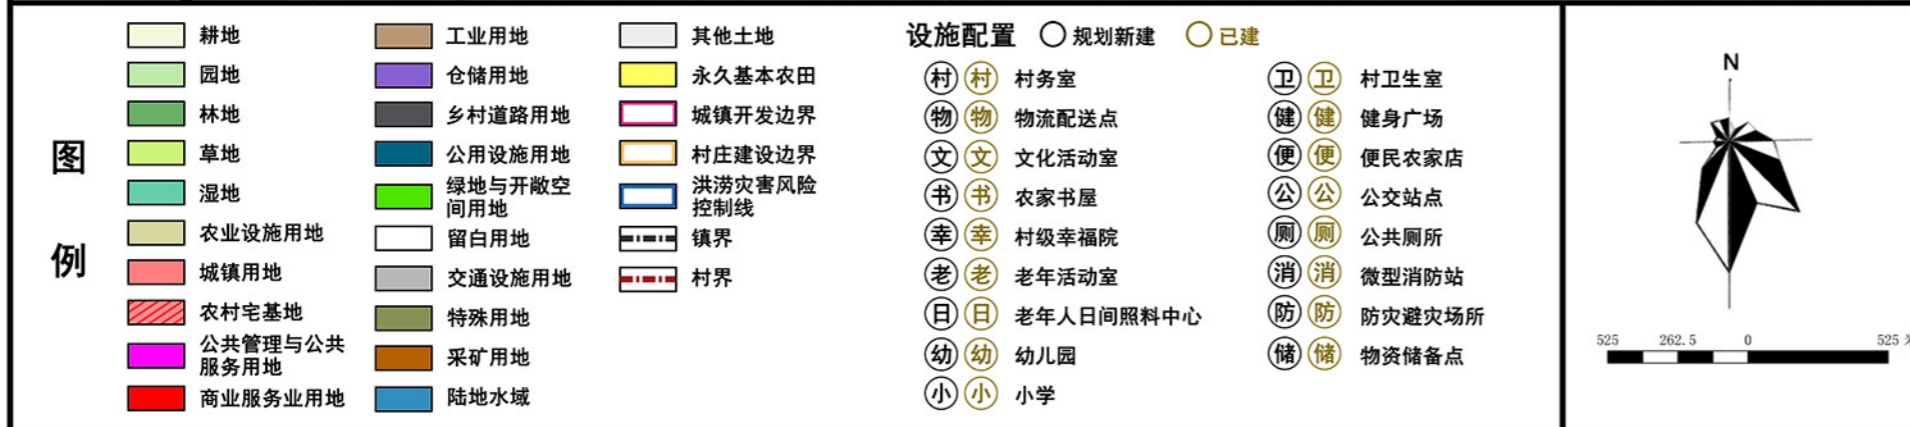 图
例
耕地
园地
林地
草地
湿地
农业设施用地
城镇用地
农村宅基地
公共管理与公共
服务用地
商业服务业用地
工业用地
仓储用地
乡村道路用地
公用设施用地
绿地与开敞空
间用地
留白用地
交通设施用地
特殊用地
采矿用地
陆地水域
其他土地
永久基本农田
城镇开发边界
村庄建设边界
洪涝灾害风险
控制线
镇界
村界
设施配置 规划新建 已建
村 村 村务室
物 物 物流配送点
文 文 文化活动室
书 书 农家书屋
幸 幸 村级幸福院
老 老 老年活动室
日 日 老年人日间照料中心
幼 幼 幼儿园
小 小 小学
卫 卫 村卫生室
健 健 健身广场
便 便 便民农家店
公 公 公交站点
厕 厕 公共厕所
消 消 微型消防站
防 防 防灾避灾场所
储 储 物资储备点
N
525 262.5 0 525